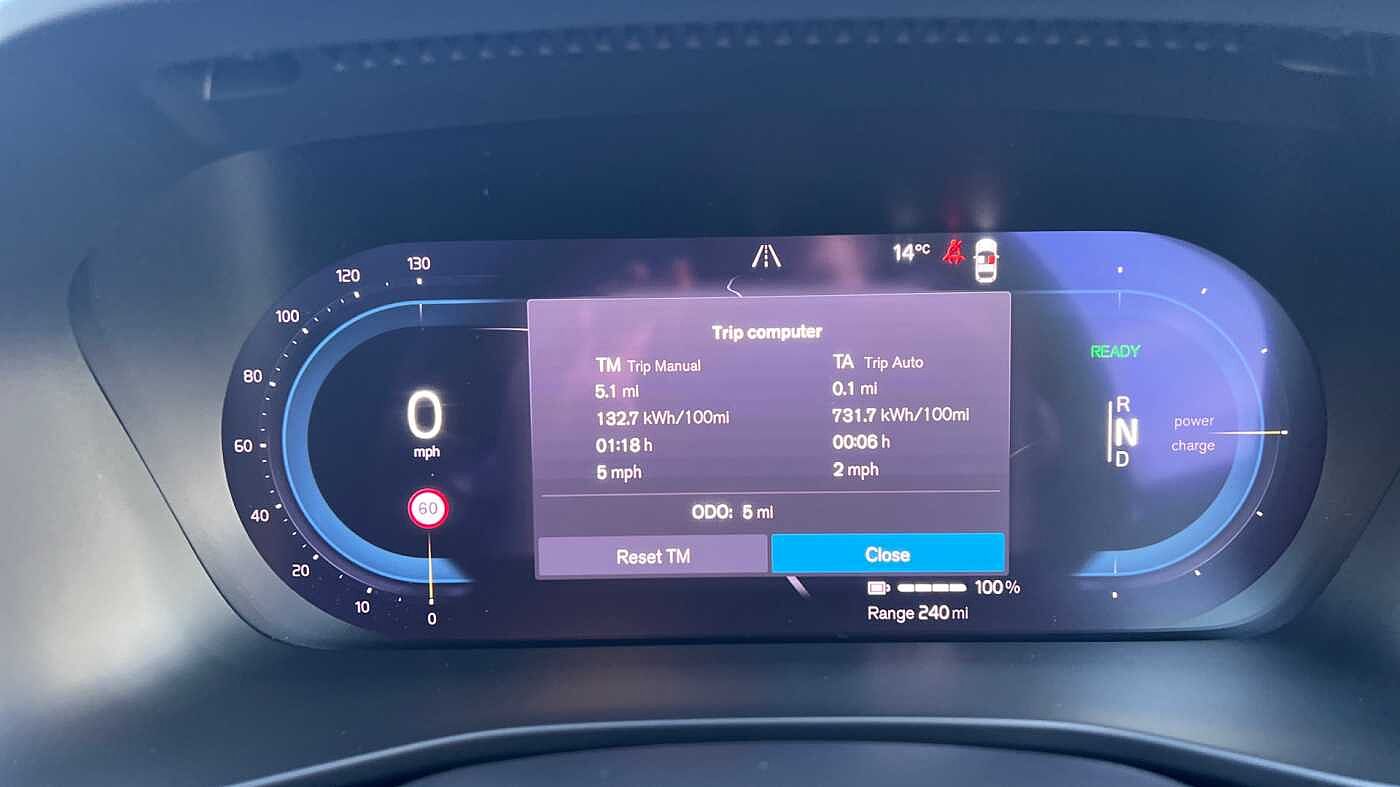 14°C
130
120
100
80
60
40
20
10
0
0
mph
60
Trip computer
TM Trip Manual
5.1 mi
132.7 kWh/100mi
01:18 h
5 mph
TA Trip Auto
0.1 mi
731.7 kWh/100mi
00:06 h
2 mph
ODO: 5 mi
Reset TM
Close
READY
R
N
D
power
charge
100%
Range 240 mi